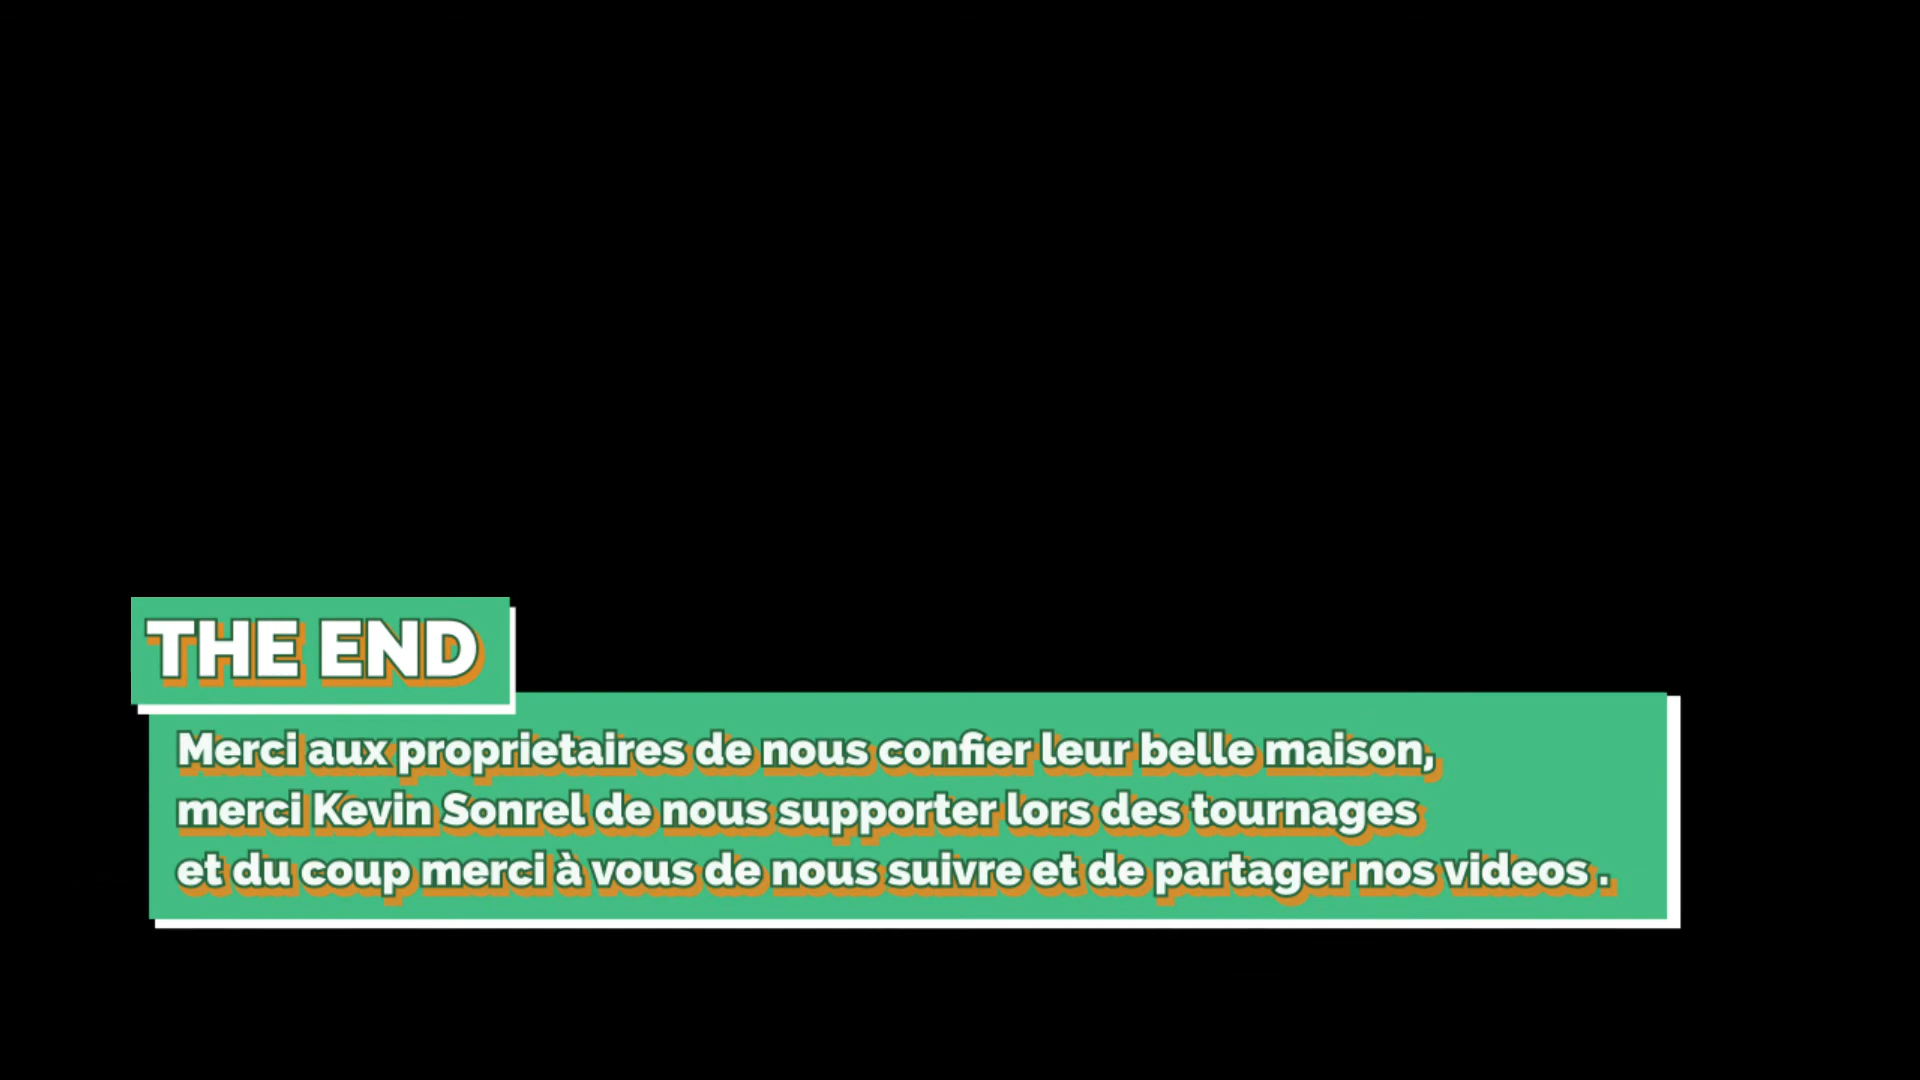 THE END
Merci aux proprietaires de nous confier leur belle maison,
merci Kevin Sonrel de nous supporter lors des tournages
et du coup merci à vous de nous suivre et de partager nos videos .